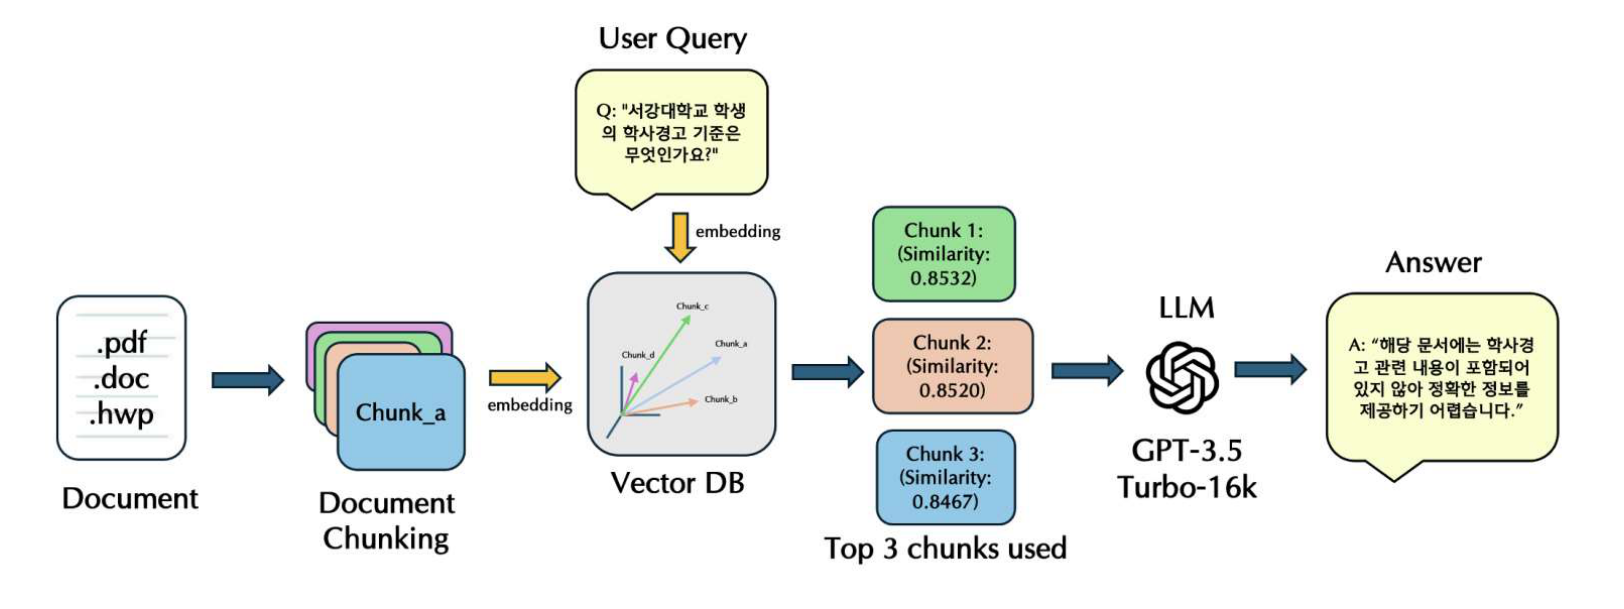 User Query
Q: "서강대학교 학생
의 학사경고 기준은
무엇인가요?"
embedding
.pdf
.doc
.hwp
Document
Chunk_a
Document
Chunking
embedding
Chunk_c
Chunk_a
Chunk_d
Chunk_b
Vector DB
Chunk 1:
(Similarity:
0.8532)
Chunk 2:
(Similarity:
0.8520)
Chunk 3:
(Similarity:
0.8467)
Top 3 chunks used
LLM
GPT-3.5
Turbo-16k
Answer
A: “해당 문서에는 학사경
고 관련 내용이 포함되어
있지 않아 정확한 정보를
제공하기 어렵습니다.”